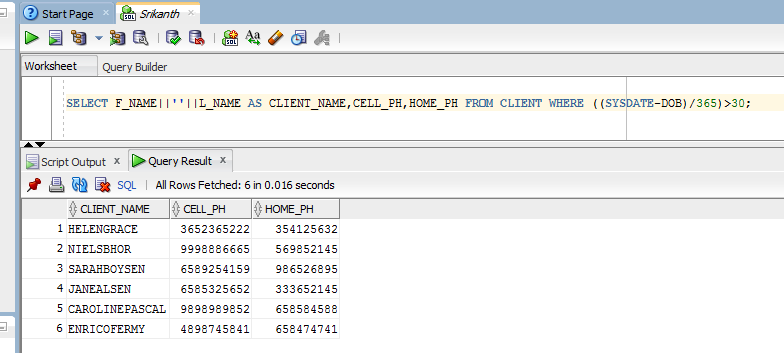 Start Page x Srikanth x
SQL
Worksheet Query Builder
SELECT F_NAME||''||L_NAME AS CLIENT_NAME,CELL_PH,HOME_PH FROM CLIENT WHERE ((SYSDATE-DOB)/365)>30;
Script Output x Query Result x
SQL | All Rows Fetched: 6 in 0.016 seconds
CLIENT_NAME CELL_PH HOME_PH
1 HELENGRACE 3652365222 354125632
2 NIELSBHOR 9998886665 569852145
3 SARAHBOYSEN 6589254159 986526895
4 JANEALSEN 6585325652 333652145
5 CAROLINEPASCAL 9898989852 658584588
6 ENRICOFERMY 4898745841 658474741